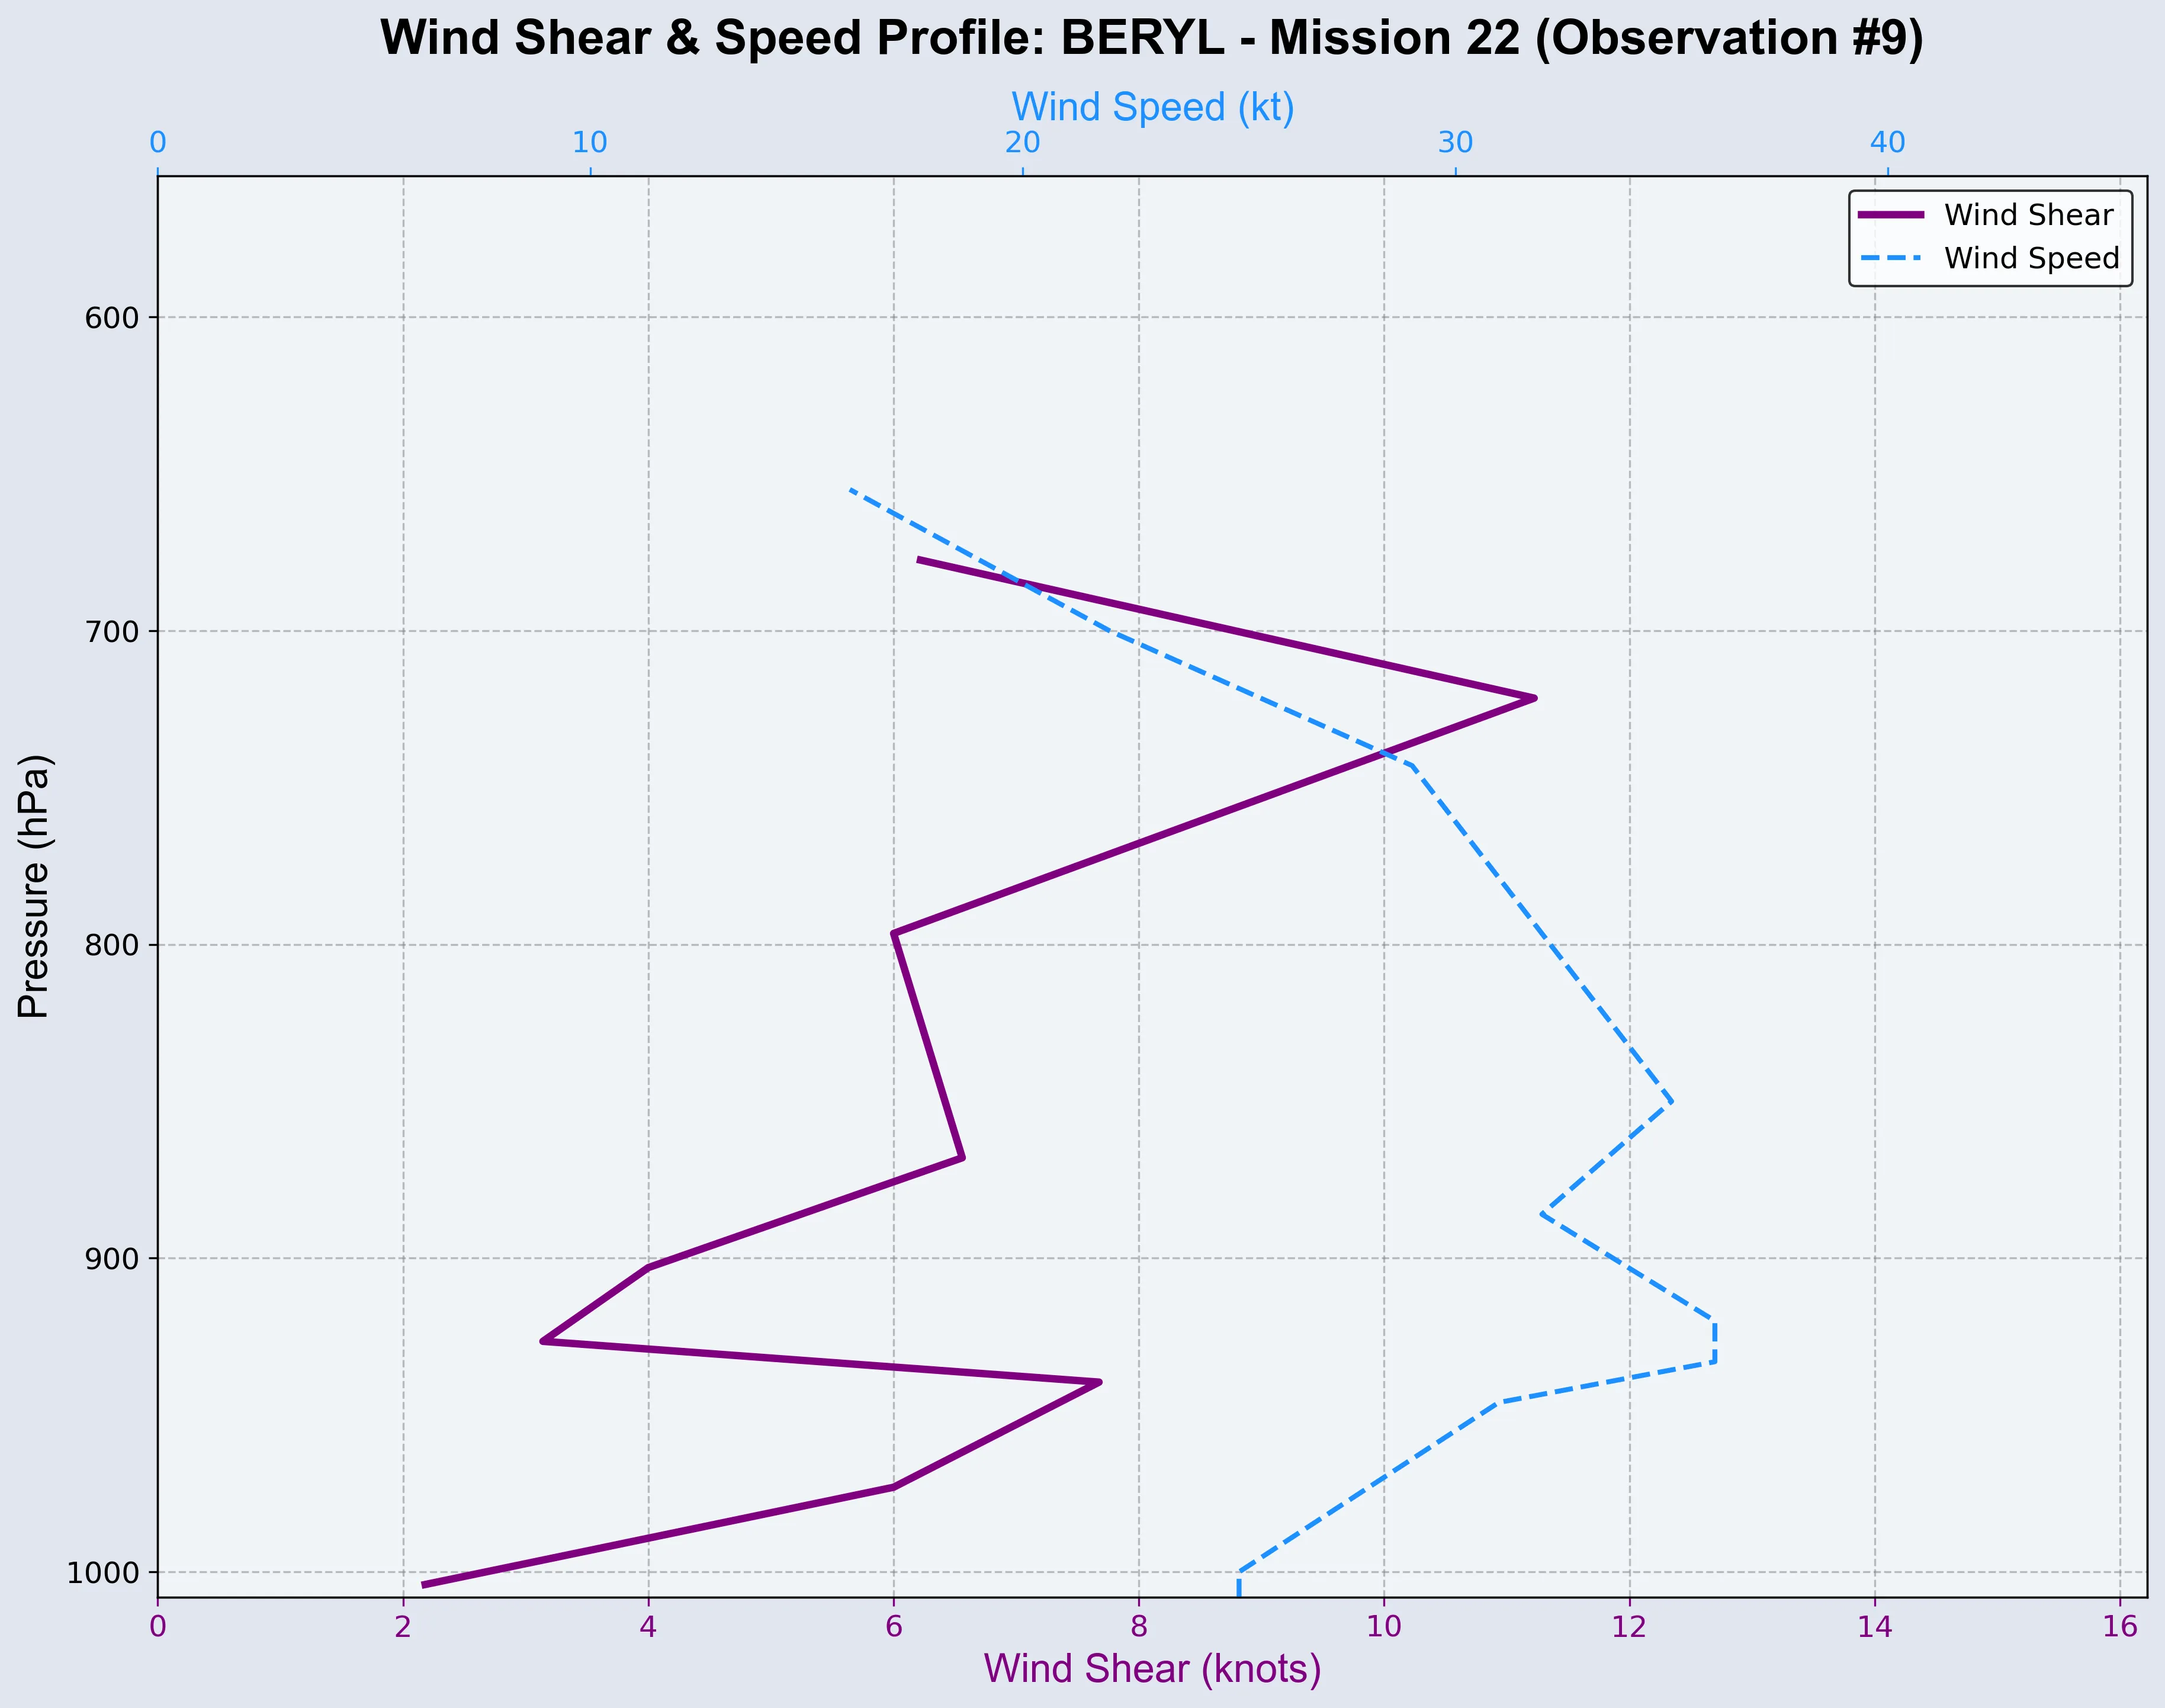 Wind Shear & Speed Profile: BERYL - Mission 22 (Observation #9)
Wind Speed (kt)
0 10 20 30 40
Wind Shear
Wind Speed
Pressure (hPa)
600
700
800
900
1000
0 2 4 6 8 10 12 14 16
Wind Shear (knots)